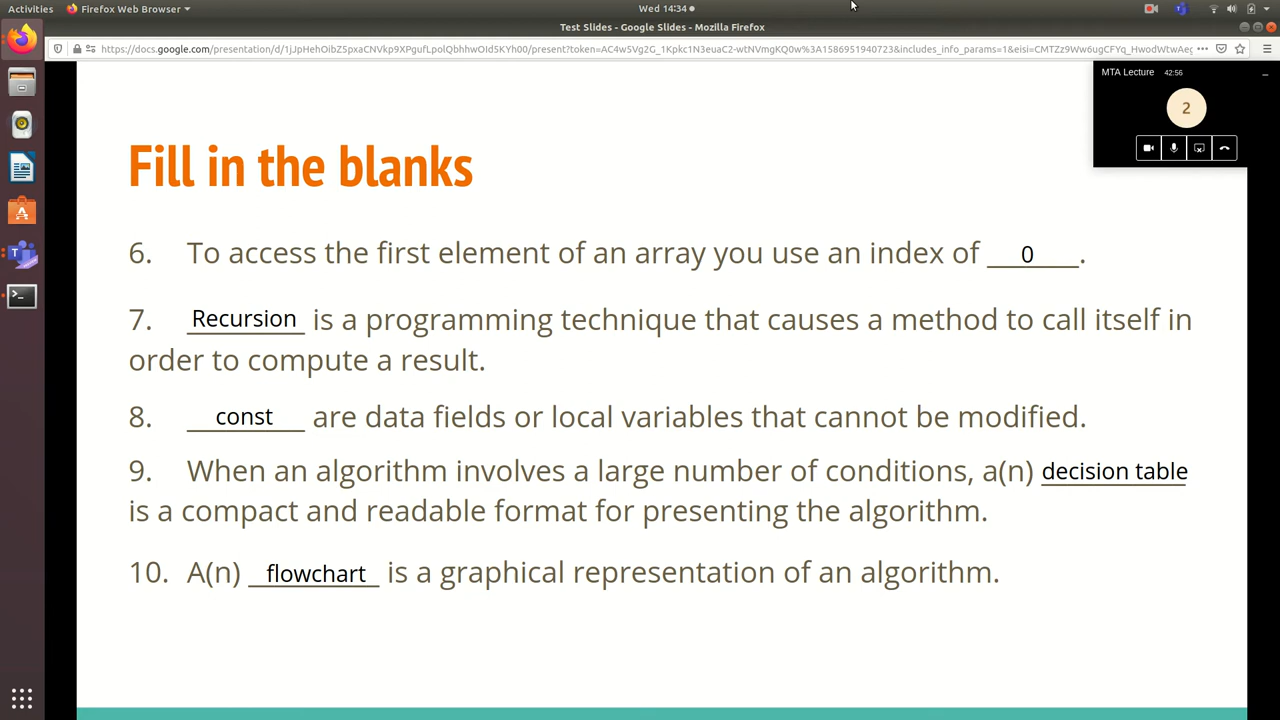 Activities Firefox Web Browser Wed 14:34
Test Slides - Google Slides - Mozilla Firefox
MTA Lecture 42:56
2
Fill in the blanks
6. To access the first element of an array you use an index of 0.
7. Recursion is a programming technique that causes a method to call itself in
order to compute a result.
8. const are data fields or local variables that cannot be modified.
9. When an algorithm involves a large number of conditions, a(n) decision table
is a compact and readable format for presenting the algorithm.
10. A(n) flowchart is a graphical representation of an algorithm.